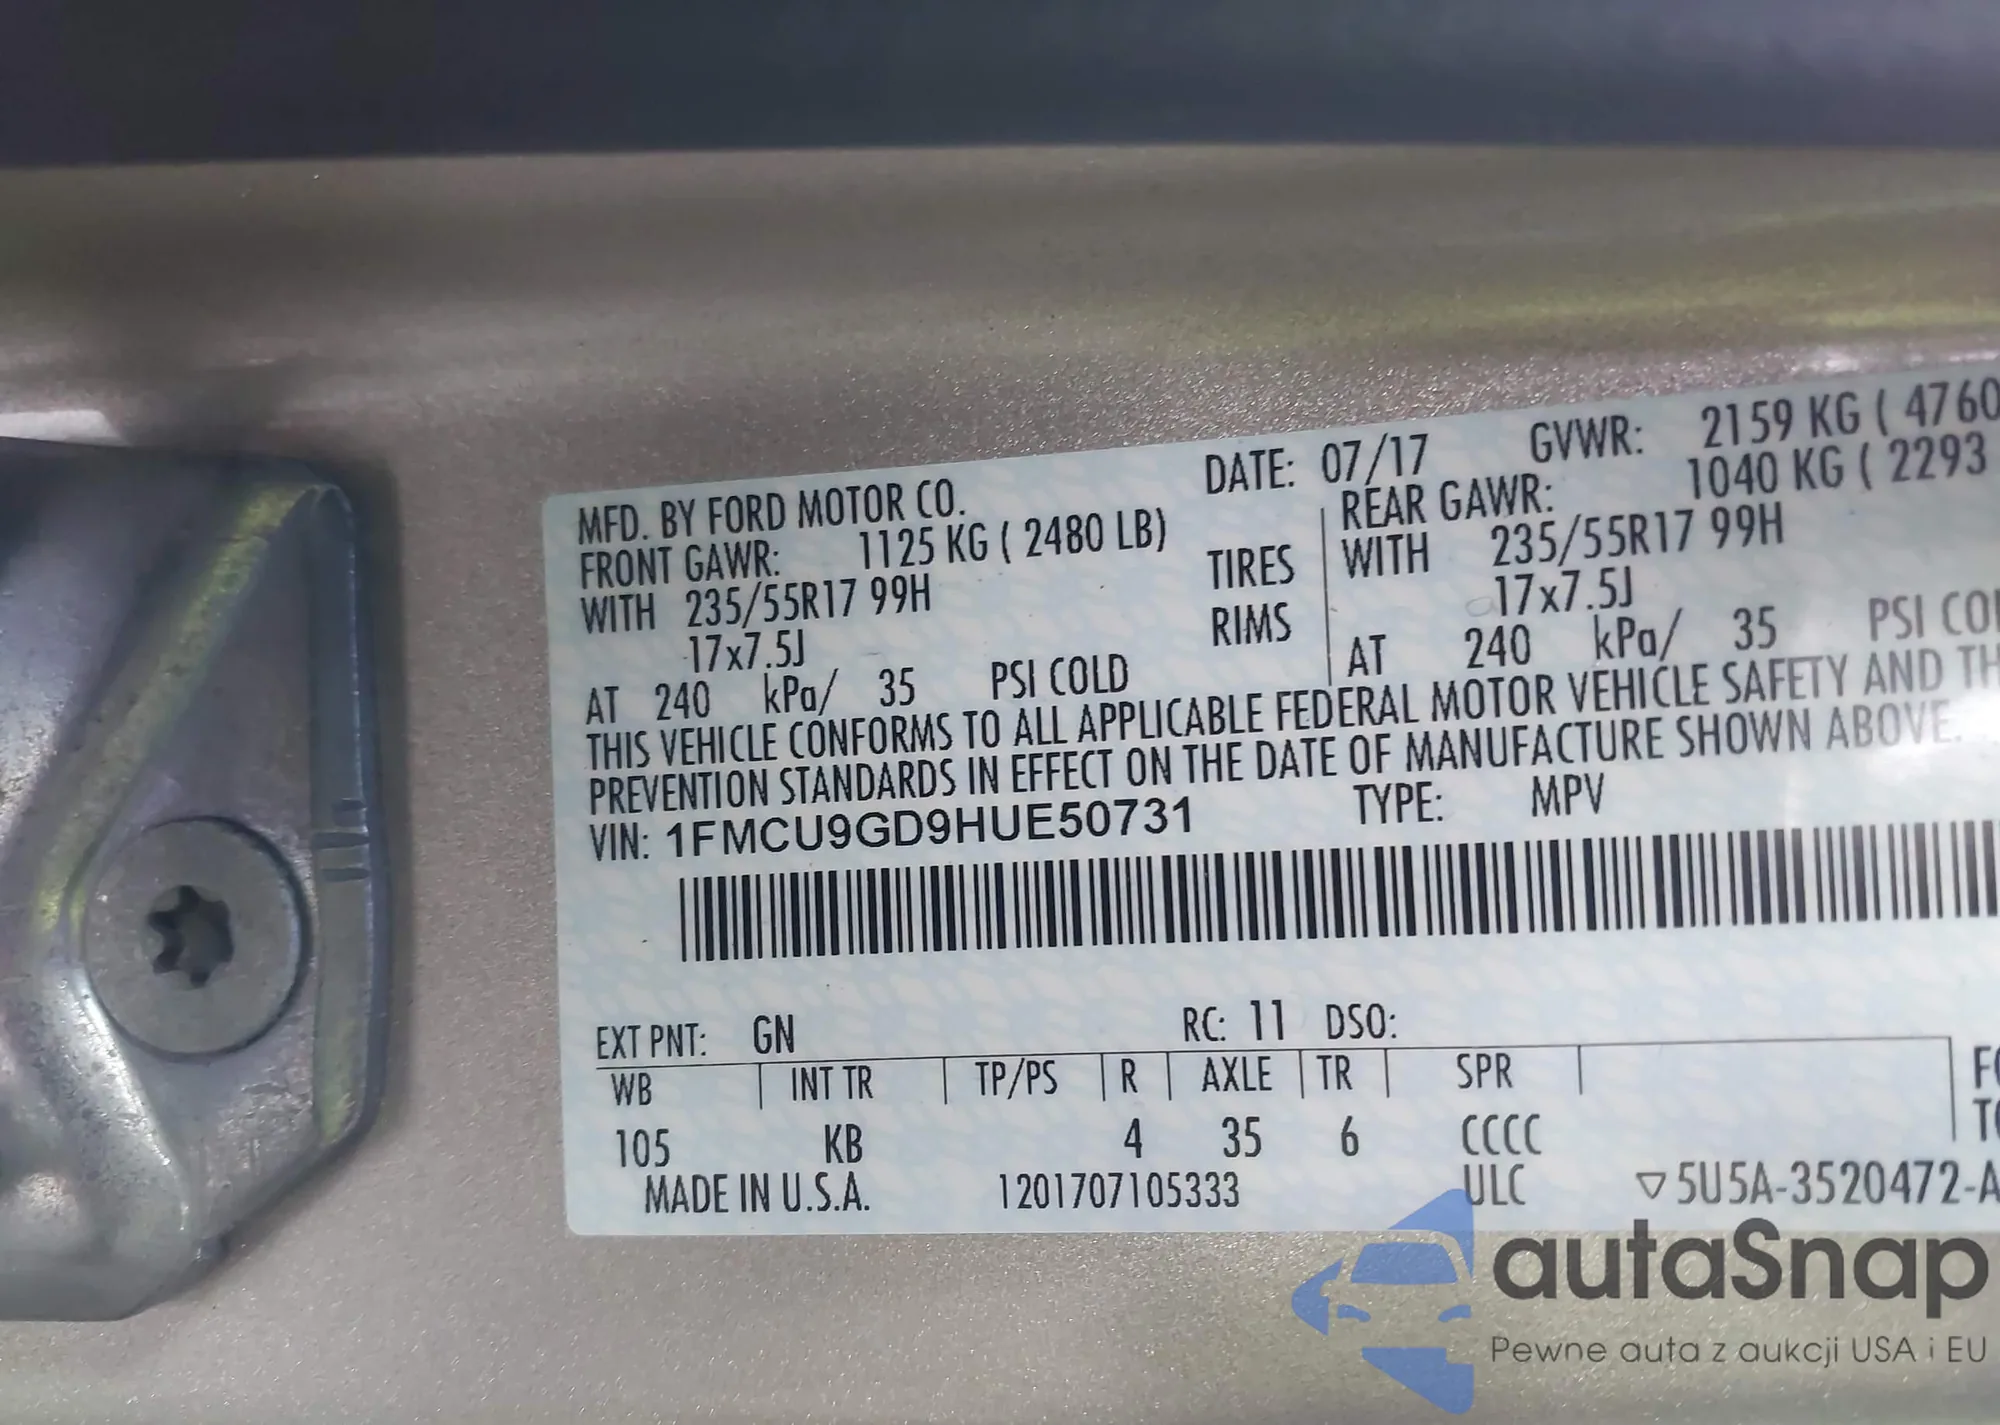 MFD. BY FORD MOTOR CO. DATE: 07/17 GVWR: 2159 KG ( 4760
FRONT GAWR: 1125 KG ( 2480 LB) REAR GAWR: 1040 KG ( 2293
WITH 235/55R17 99H TIRES WITH 235/55R17 99H
17x7.5J RIMS 17x7.5J
AT 240 kPa/ 35 PSI COLD AT 240 kPa/ 35 PSI
THIS VEHICLE CONFORMS TO ALL APPLICABLE FEDERAL MOTOR VEHICLE SAFETY AND
PREVENTION STANDARDS IN EFFECT ON THE DATE OF MANUFACTURE SHOWN ABOVE.
VIN: 1FMCU9GD9HUE50731 TYPE: MPV
EXT PNT: GN RC: 11 DSO:
WB INT TR TP/PS R AXLE TR SPR
105 KB 4 35 6 CCCC
MADE IN U.S.A. 1201707105333 ULC ▽5U5A-3520472-A
autaSnap
Pewne auta z aukcji USA i EU